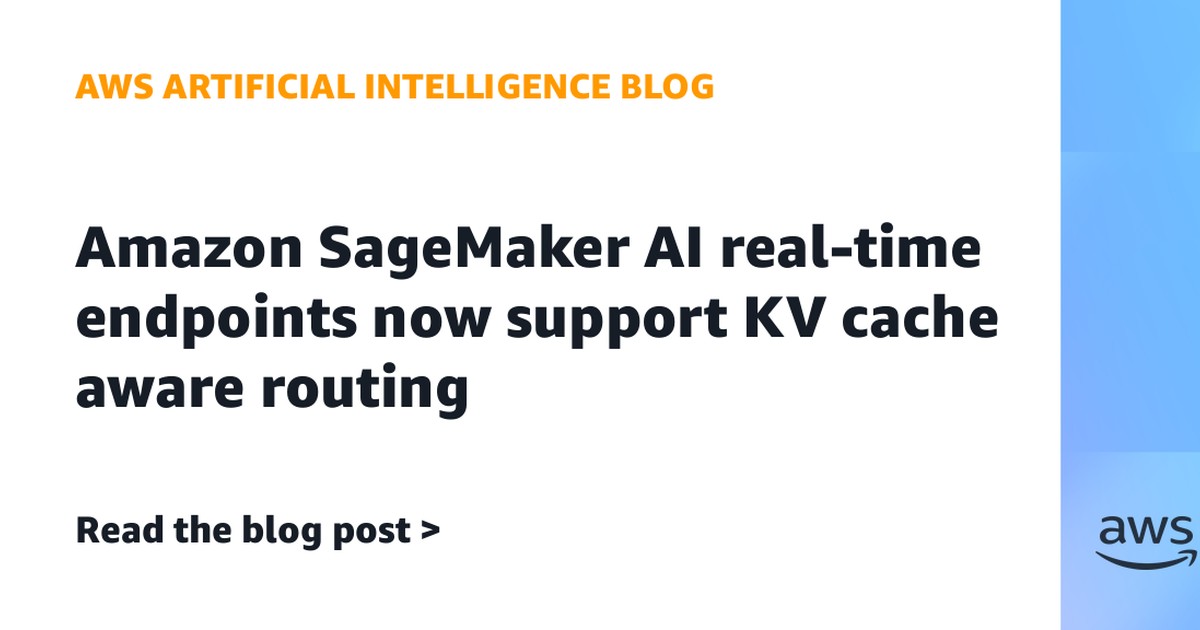 AWS ARTIFICIAL INTELLIGENCE BLOG
Amazon SageMaker AI real-time
endpoints now support KV cache
aware routing
Read the blog post >
aws